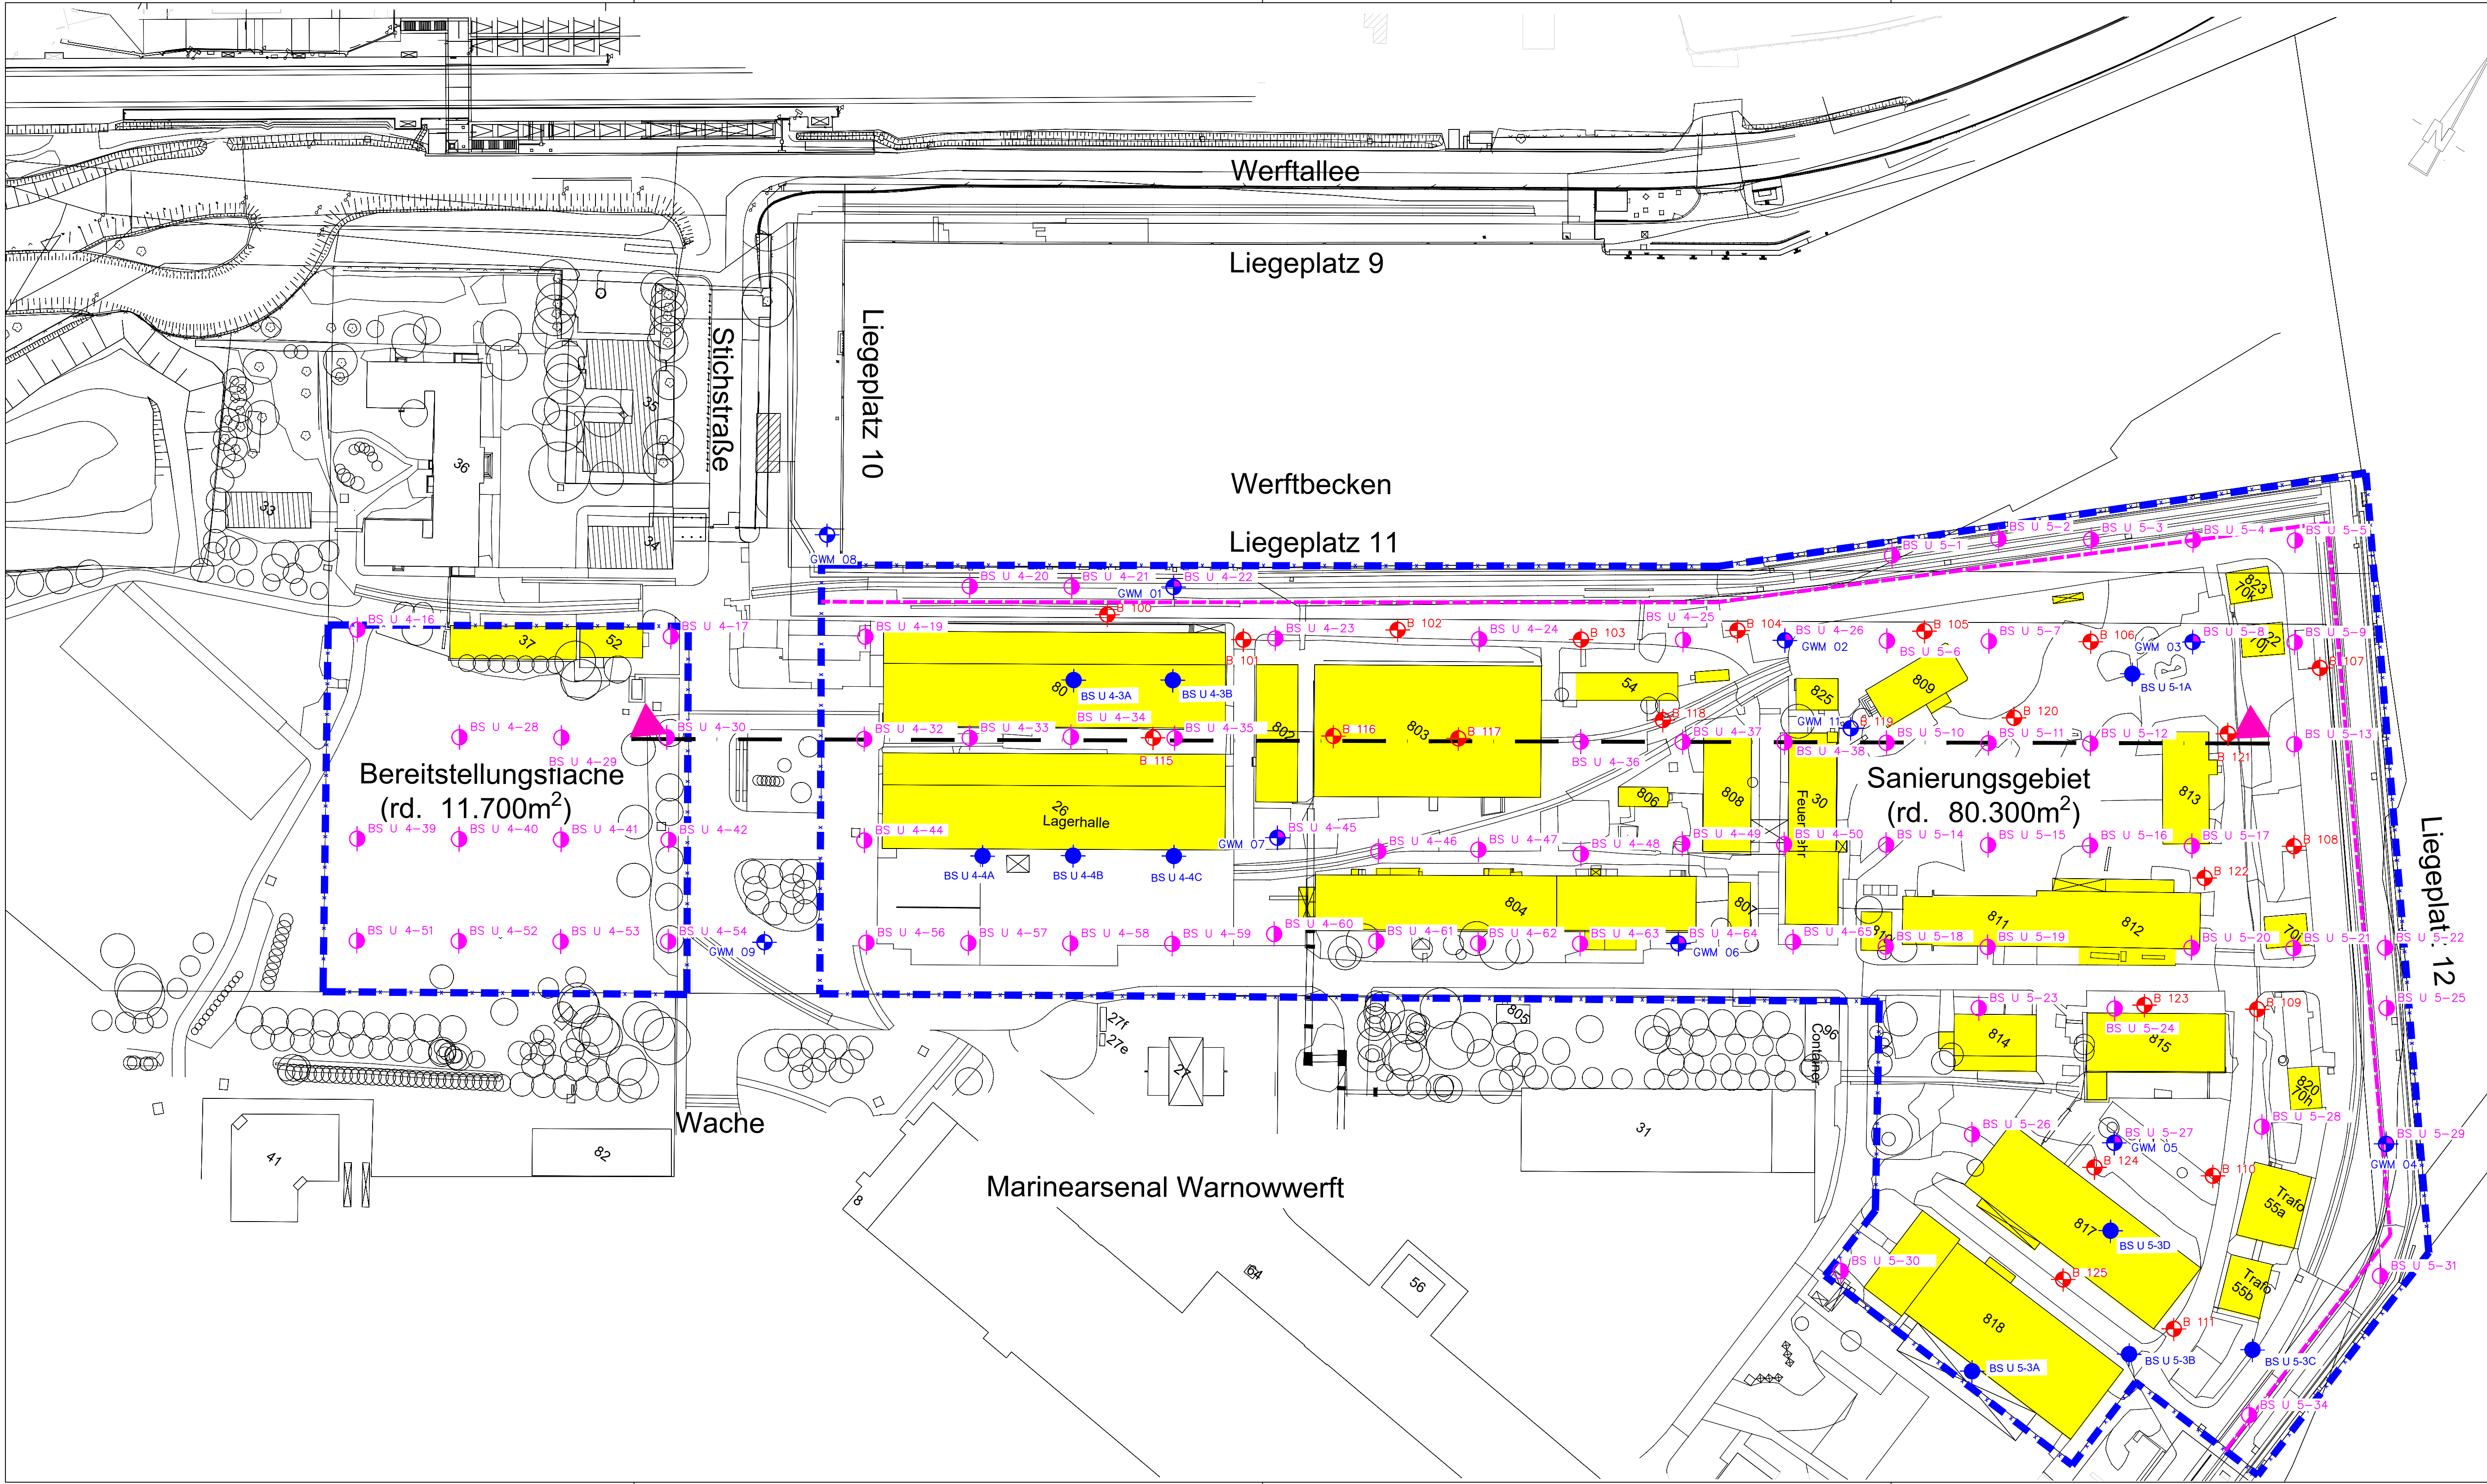 Werftallee
Liegeplatz 9
Stichstraße
Liegeplatz 10
35
36
33
34
Werftbecken
Liegeplatz 11
GWM 08
BS U 4-20
BS U 4-21
BS U 4-22
GWM 01
BS U 5-1
BS U 5-2
BS U 5-3
BS U 5-4
BS U 5-5
B 100
823
70k
BS U 4-16
37
52
BS U 4-17
BS U 4-19
B 101
BS U 4-23
B 102
BS U 4-24
B 103
BS U 4-25
B 104
BS U 4-26
GWM 02
B 105
BS U 5-6
BS U 5-7
B 106
GWM 03
BS U 5-8
70j
BS U 5-9
B 107
80
BS U 4-3A
BS U 4-3B
54
825
809
BS U 5-1A
BS U 4-28
BS U 4-29
BS U 4-30
BS U 4-32
BS U 4-33
BS U 4-34
BS U 4-35
B 115
802
B 116
803
B 117
BS U 4-36
B 118
BS U 4-37
GWM 11
B 119
BS U 4-38
BS U 5-10
B 120
BS U 5-11
BS U 5-12
B 121
BS U 5-13
Bereitstellungsfläche
(rd. 11.700m²)
Sanierungsgebiet
(rd. 80.300m²)
26
Lagerhalle
806
808
30
Feuerwehr
813
BS U 4-39
BS U 4-40
BS U 4-41
BS U 4-42
BS U 4-44
GWM 07
BS U 4-45
BS U 4-46
BS U 4-47
BS U 4-48
BS U 4-49
BS U 4-50
BS U 5-14
BS U 5-15
BS U 5-16
BS U 5-17
B 108
Liegeplatz 12
BS U 4-4A
BS U 4-4B
BS U 4-4C
B 122
804
807
811
812
BS U 4-51
BS U 4-52
BS U 4-53
BS U 4-54
GWM 09
BS U 4-56
BS U 4-57
BS U 4-58
BS U 4-59
BS U 4-60
BS U 4-61
BS U 4-62
BS U 4-63
BS U 4-64
GWM 06
BS U 4-65
BS U 5-18
BS U 5-19
BS U 5-20
BS U 5-21
BS U 5-22
27f
27e
27
805
96
Container
BS U 5-23
B 123
BS U 5-24
B 109
BS U 5-25
814
815
820
70h
Wache
41
82
31
BS U 5-26
BS U 5-27
GWM 05
BS U 5-28
BS U 5-29
GWM 04
B 124
B 110
Marinearsenal Warnowwerft
8
64
56
Trafo
55a
817
BS U 5-3D
BS U 5-30
B 125
Trafo
55b
BS U 5-31
818
B 111
BS U 5-3A
BS U 5-3B
BS U 5-3C
BS U 5-34